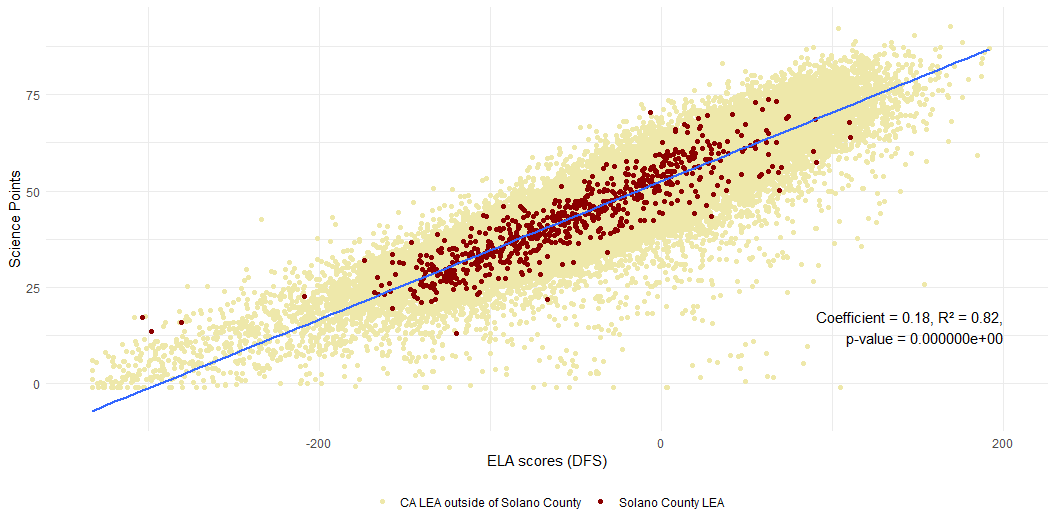 Science Points
75
50
25
0
Coefficient = 0.18, R² = 0.82,
p-value = 0.000000e+00
-200
0
200
ELA scores (DFS)
CA LEA outside of Solano County
Solano County LEA